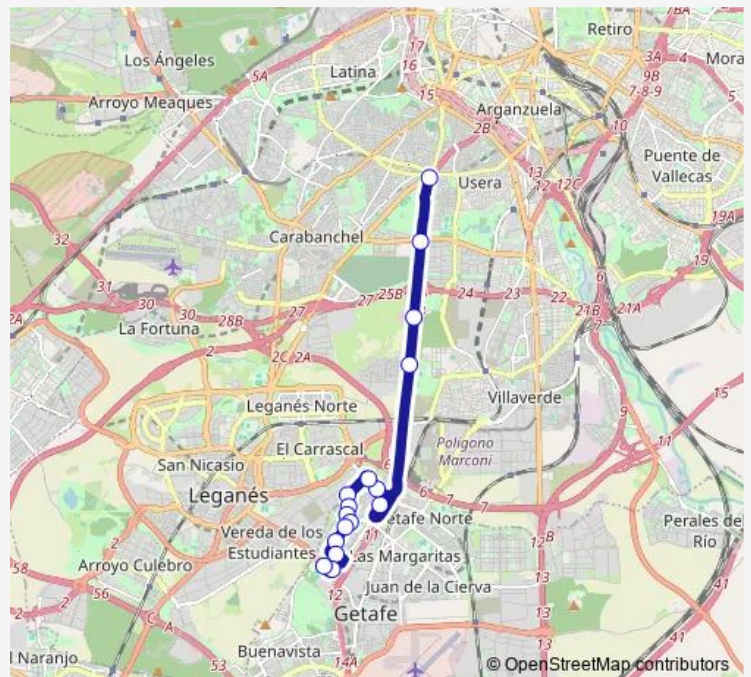 Retiro
7BA
17
16
3A
Mora
Los Ángeles
5A
Latina
9B
7-8-9
Arroyo Meaques
15
Arganzuela
2B
10
5
13
12
12C
Puente de
Vallecas
Usera
19A
32
Carabanchel
6
19
31
30
30
27
25B
24
23
22
21A
21B
7
2A
28B
27
La Fortuna
2
2C
2A
15
Leganés Norte
Villaverde
9
El Carrascal
Polígono
Marconi
11
San Nicasio
6
7
Leganés
6
Getafe Norte
Vereda de los
Estudiantes
11
12B
Perales del
Río
2
58
Arroyo Culebro
Las Margaritas
13
56
C
A
12
Juan de la Cierva
Getafe
13
13
41
l Naranjo
53
Buenavista
14A
41
© OpenStreetMap contributors